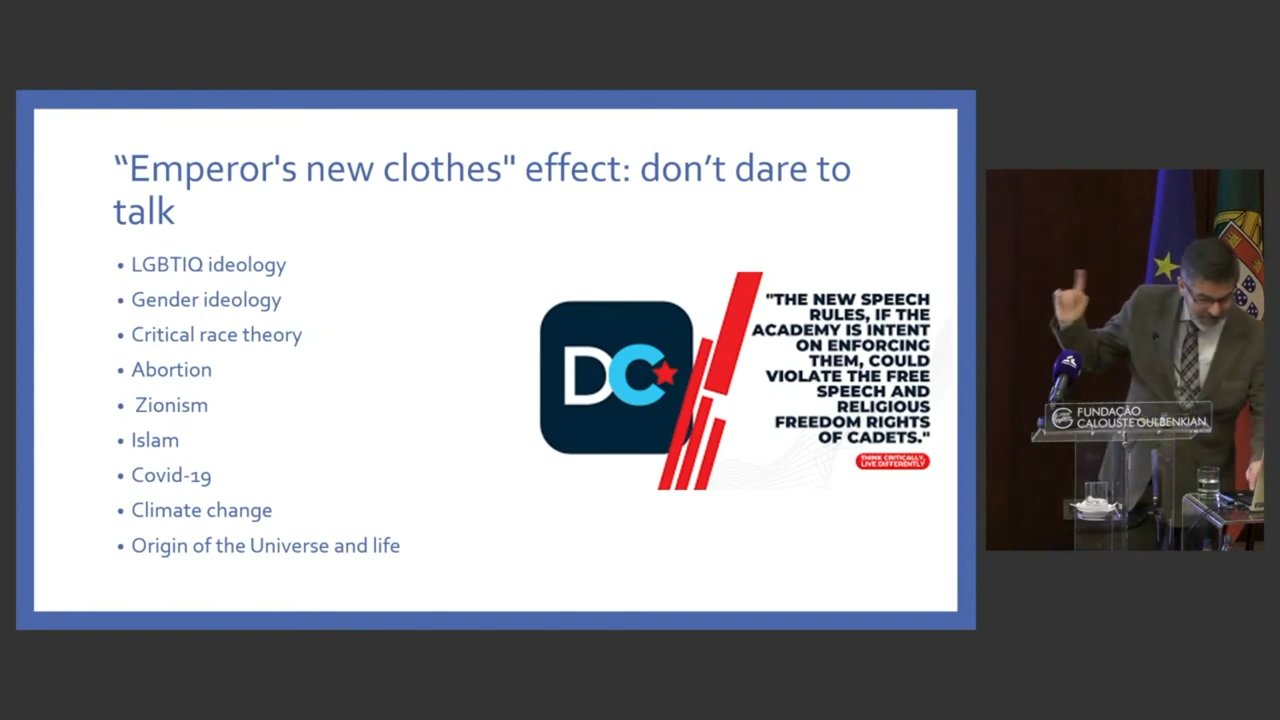 “Emperor's new clothes" effect: don’t dare to
talk
• LGBTIQ ideology
• Gender ideology
• Critical race theory
• Abortion
• Zionism
• Islam
• Covid-19
• Climate change
• Origin of the Universe and life
DC
"THE NEW SPEECH
RULES, IF THE
ACADEMY IS INTENT
ON ENFORCING
THEM, COULD
VIOLATE THE FREE
SPEECH AND
RELIGIOUS
FREEDOM RIGHTS
OF CADETS."
THINK CRITICALLY,
LIVE DIFFERENTLY
FUNDAÇÃO
CALOUSTE GULBENKIAN